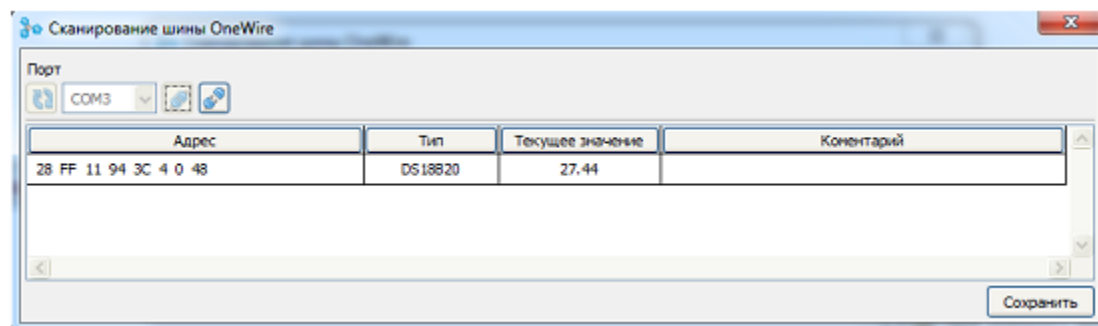 Сканирование шины OneWire
Порт
COM3
Адрес Тип Текущее значение Коментарий
28 FF 11 94 3C 4 0 48 DS18B20 27.44
Сохранить